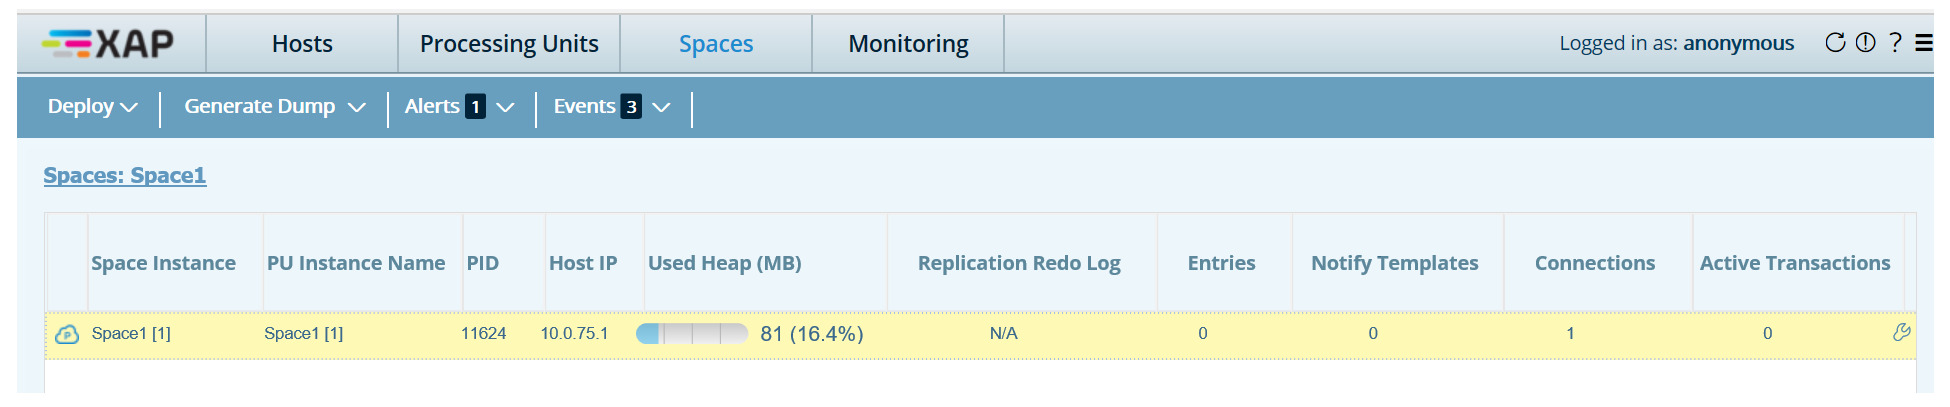 XAP Hosts Processing Units Spaces Monitoring Logged in as: anonymous ?
Deploy Generate Dump Alerts 1 Events 3
Spaces: Space1
Space Instance PU Instance Name PID Host IP Used Heap (MB) Replication Redo Log Entries Notify Templates Connections Active Transactions
P Space1 [1] Space1 [1] 11624 10.0.75.1 81 (16.4%) N/A 0 0 1 0